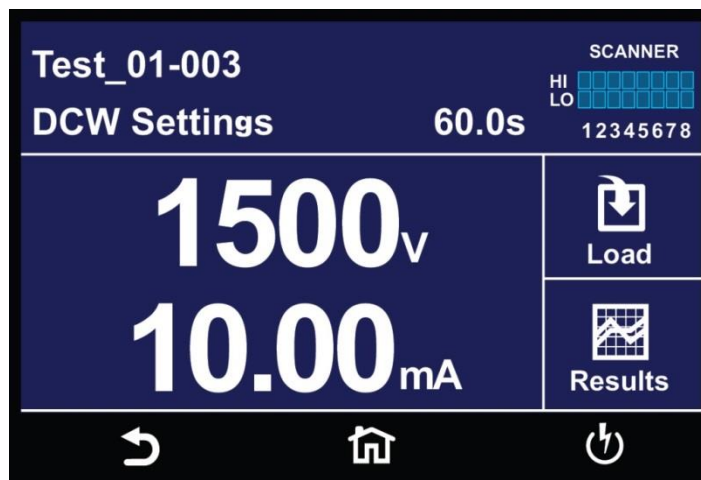 Test_01-003
DCW Settings 60.0s
SCANNER
HI
LO
12345678
1500V
10.00mA
Load
Results